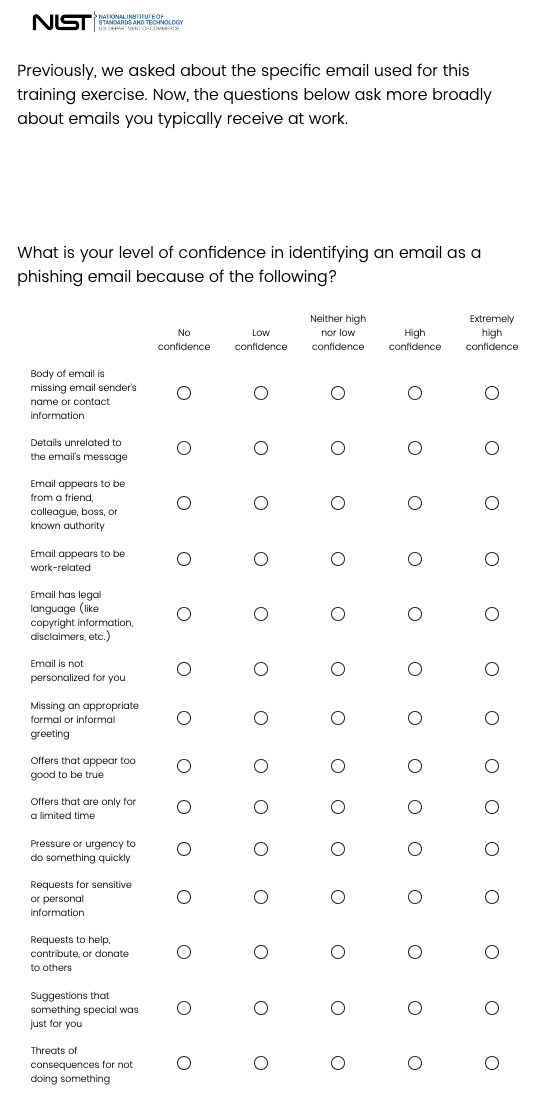 NIST
NATIONAL INSTITUTE OF
STANDARDS AND TECHNOLOGY
U.S. DEPARTMENT OF COMMERCE
Previously, we asked about the specific email used for this
training exercise. Now, the questions below ask more broadly
about emails you typically receive at work.
What is your level of confidence in identifying an email as a
phishing email because of the following?
No
confidence
Low
confidence
Neither high
nor low
confidence
High
confidence
Extremely
high
confidence
Body of email is
missing email sender's
name or contact
information
Details unrelated to
the email's message
Email appears to be
from a friend,
colleague, boss, or
known authority
Email appears to be
work-related
Email has legal
language (like
copyright information,
disclaimers, etc.)
Email is not
personalized for you
Missing an appropriate
formal or informal
greeting
Offers that appear too
good to be true
Offers that are only for
a limited time
Pressure or urgency to
do something quickly
Requests for sensitive
or personal
information
Requests to help,
contribute, or donate
to others
Suggestions that
something special was
just for you
Threats of
consequences for not
doing something